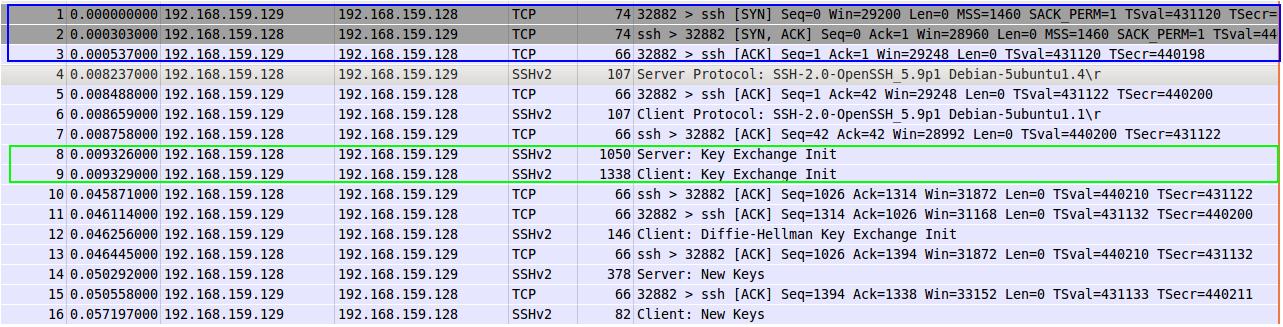 1 0.000000000 192.168.159.129 192.168.159.128 TCP 74 32882 > ssh [SYN] Seq=0 Win=29200 Len=0 MSS=1460 SACK_PERM=1 TSval=431120 TSecr=
2 0.000303000 192.168.159.128 192.168.159.129 TCP 74 ssh > 32882 [SYN, ACK] Seq=0 Ack=1 Win=28960 Len=0 MSS=1460 SACK_PERM=1 TSval=44
3 0.000537000 192.168.159.129 192.168.159.128 TCP 66 32882 > ssh [ACK] Seq=1 Ack=1 Win=29248 Len=0 TSval=431120 TSecr=440198
4 0.008237000 192.168.159.128 192.168.159.129 SSHv2 107 Server Protocol: SSH-2.0-OpenSSH_5.9p1 Debian-5ubuntu1.4\r
5 0.008488000 192.168.159.129 192.168.159.128 TCP 66 32882 > ssh [ACK] Seq=1 Ack=42 Win=29248 Len=0 TSval=431122 TSecr=440200
6 0.008659000 192.168.159.129 192.168.159.128 SSHv2 107 Client Protocol: SSH-2.0-OpenSSH_5.9p1 Debian-5ubuntu1.1\r
7 0.008758000 192.168.159.128 192.168.159.129 TCP 66 ssh > 32882 [ACK] Seq=42 Ack=42 Win=28992 Len=0 TSval=440200 TSecr=431122
8 0.009326000 192.168.159.128 192.168.159.129 SSHv2 1050 Server: Key Exchange Init
9 0.009329000 192.168.159.129 192.168.159.128 SSHv2 1338 Client: Key Exchange Init
10 0.045871000 192.168.159.128 192.168.159.129 TCP 66 ssh > 32882 [ACK] Seq=1026 Ack=1314 Win=31872 Len=0 TSval=440210 TSecr=431122
11 0.046114000 192.168.159.129 192.168.159.128 TCP 66 32882 > ssh [ACK] Seq=1314 Ack=1026 Win=31168 Len=0 TSval=431132 TSecr=440200
12 0.046256000 192.168.159.129 192.168.159.128 SSHv2 146 Client: Diffie-Hellman Key Exchange Init
13 0.046445000 192.168.159.128 192.168.159.129 TCP 66 ssh > 32882 [ACK] Seq=1026 Ack=1394 Win=31872 Len=0 TSval=440210 TSecr=431132
14 0.050292000 192.168.159.128 192.168.159.129 SSHv2 378 Server: New Keys
15 0.050558000 192.168.159.129 192.168.159.128 TCP 66 32882 > ssh [ACK] Seq=1394 Ack=1338 Win=33152 Len=0 TSval=431133 TSecr=440211
16 0.057197000 192.168.159.129 192.168.159.128 SSHv2 82 Client: New Keys